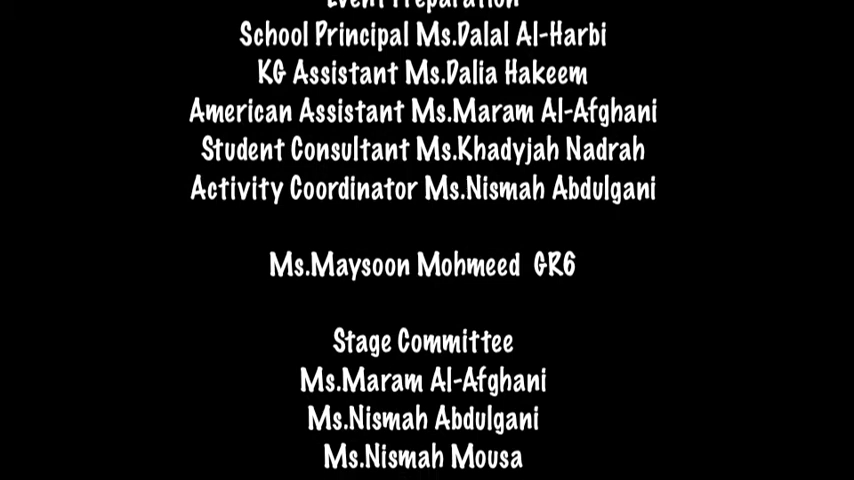 Event Preparation
School Principal Ms.Dalal Al-Harbi
KG Assistant Ms.Dalia Hakeem
American Assistant Ms.Maram Al-Afghani
Student Consultant Ms.Khadyjah Nadrah
Activity Coordinator Ms.Nismah Abdulgani
Ms.Maysoon Mohmeed GR6
Stage Committee
Ms.Maram Al-Afghani
Ms.Nismah Abdulgani
Ms.Nismah Mousa